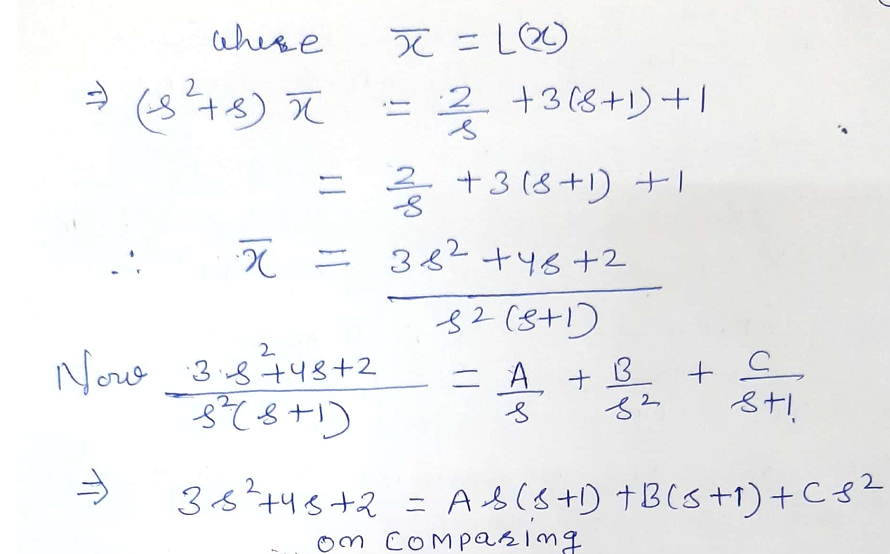 where x̄ = L(x)
⇒ (s²+s) x̄ = 2/s + 3(s+1)+1
= 2/s + 3(s+1) +1
∴ x̄ = (3s² +4s+2)/(s²(s+1))
Now (3s²+4s+2)/(s²(s+1)) = A/s + B/s² + C/(s+1)
⇒ 3s²+4s+2 = As(s+1) +B(s+1)+Cs²
on comparing